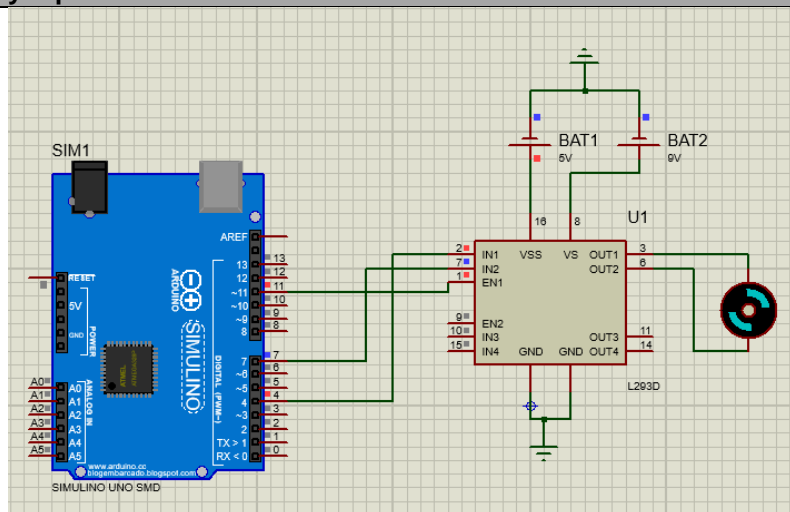 SIM1
AREF
13
12
~11
~10
~9
8
7
~6
~5
4
~3
2
TX > 1
RX < 0
13
12
11
10
9
8
7
6
5
4
3
2
1
0
RESET
5V
GND
POWER
ANALOG IN
A0
A1
A2
A3
A4
A5
A0
A1
A2
A3
A4
A5
ARDUINO
SIMULINO
DIGITAL (PWM~)
ATMEL
www.arduino.cc
blogembarcado.blogspot.com
SIMULINO UNO SMD
BAT1
5V
BAT2
9V
U1
16
8
2
7
1
9
10
15
IN1
IN2
EN1
EN2
IN3
IN4
VSS
VS
OUT1
OUT2
OUT3
OUT4
GND
GND
3
6
11
14
L293D